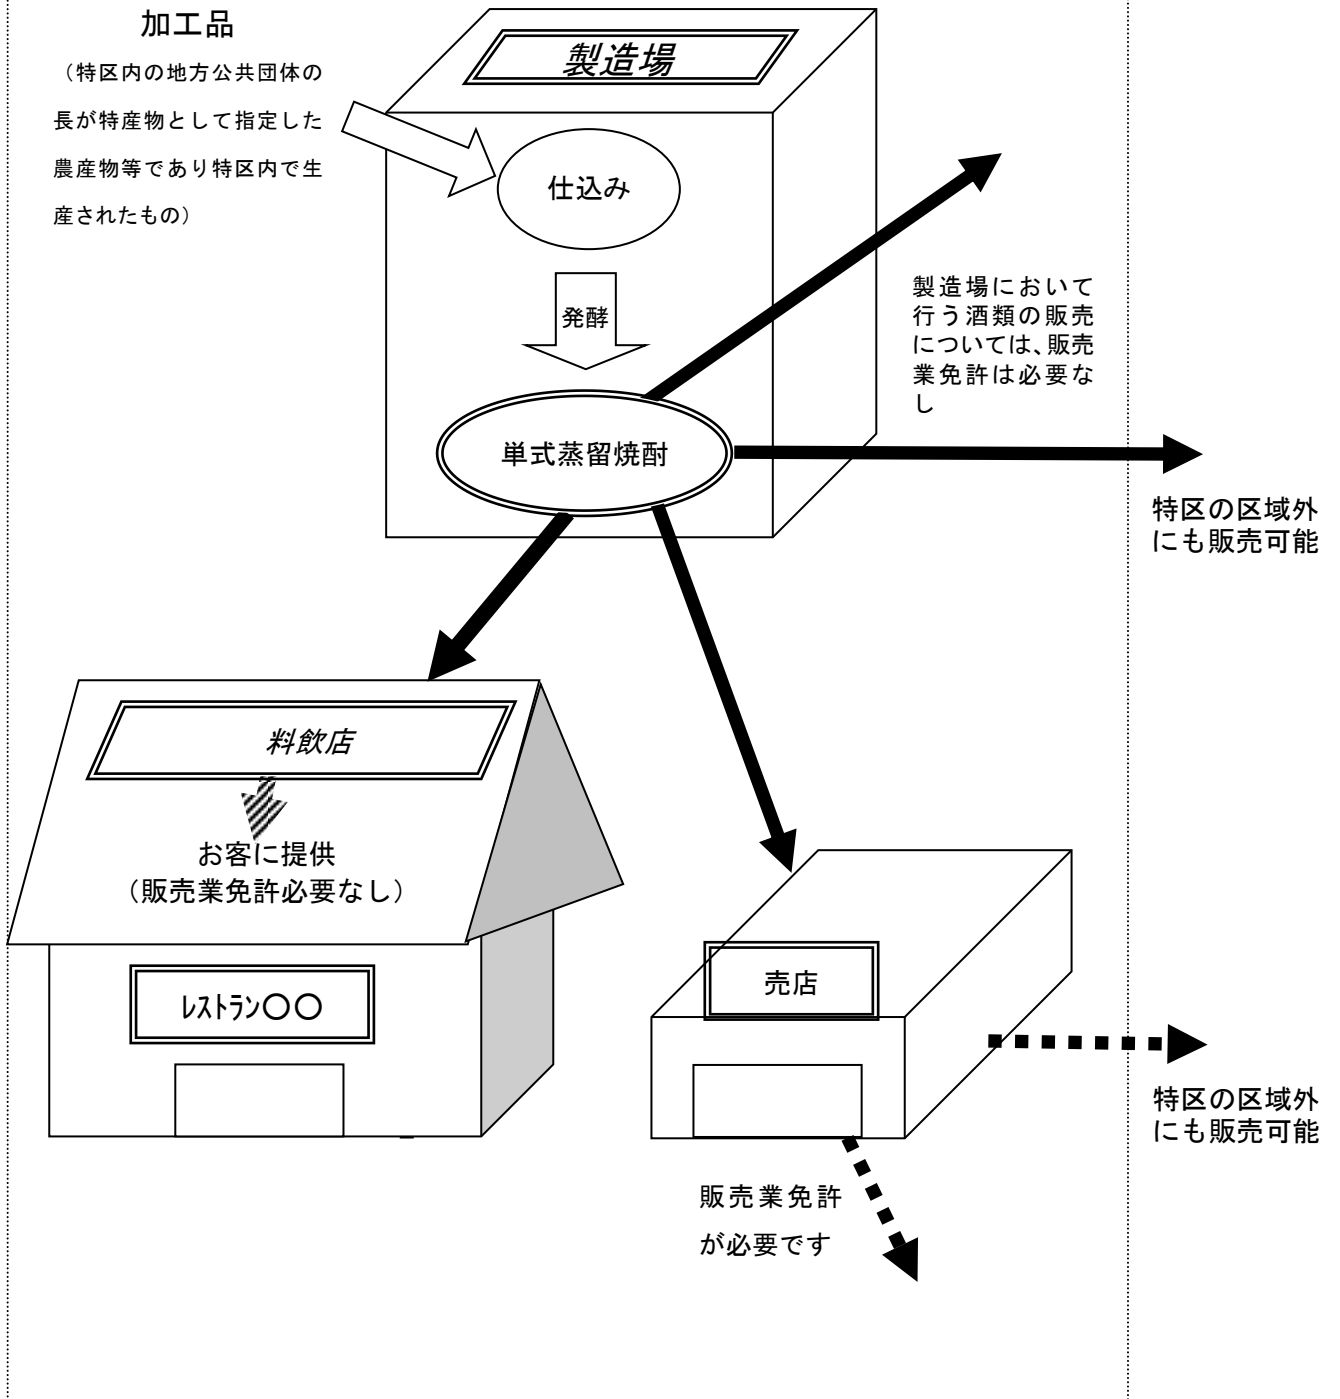 加工品
（特区内の地方公共団体の
長が特産物として指定した
農産物等であり特区内で生
産されたもの）
製造場
仕込み
発酵
製造場において
行う酒類の販売
については、販売
業免許は必要な
し
単式蒸留焼酎
特区の区域外
にも販売可能
料飲店
お客に提供
（販売業免許必要なし）
ﾚｽﾄﾗﾝ〇〇
売店
特区の区域外
にも販売可能
販売業免許
が必要です